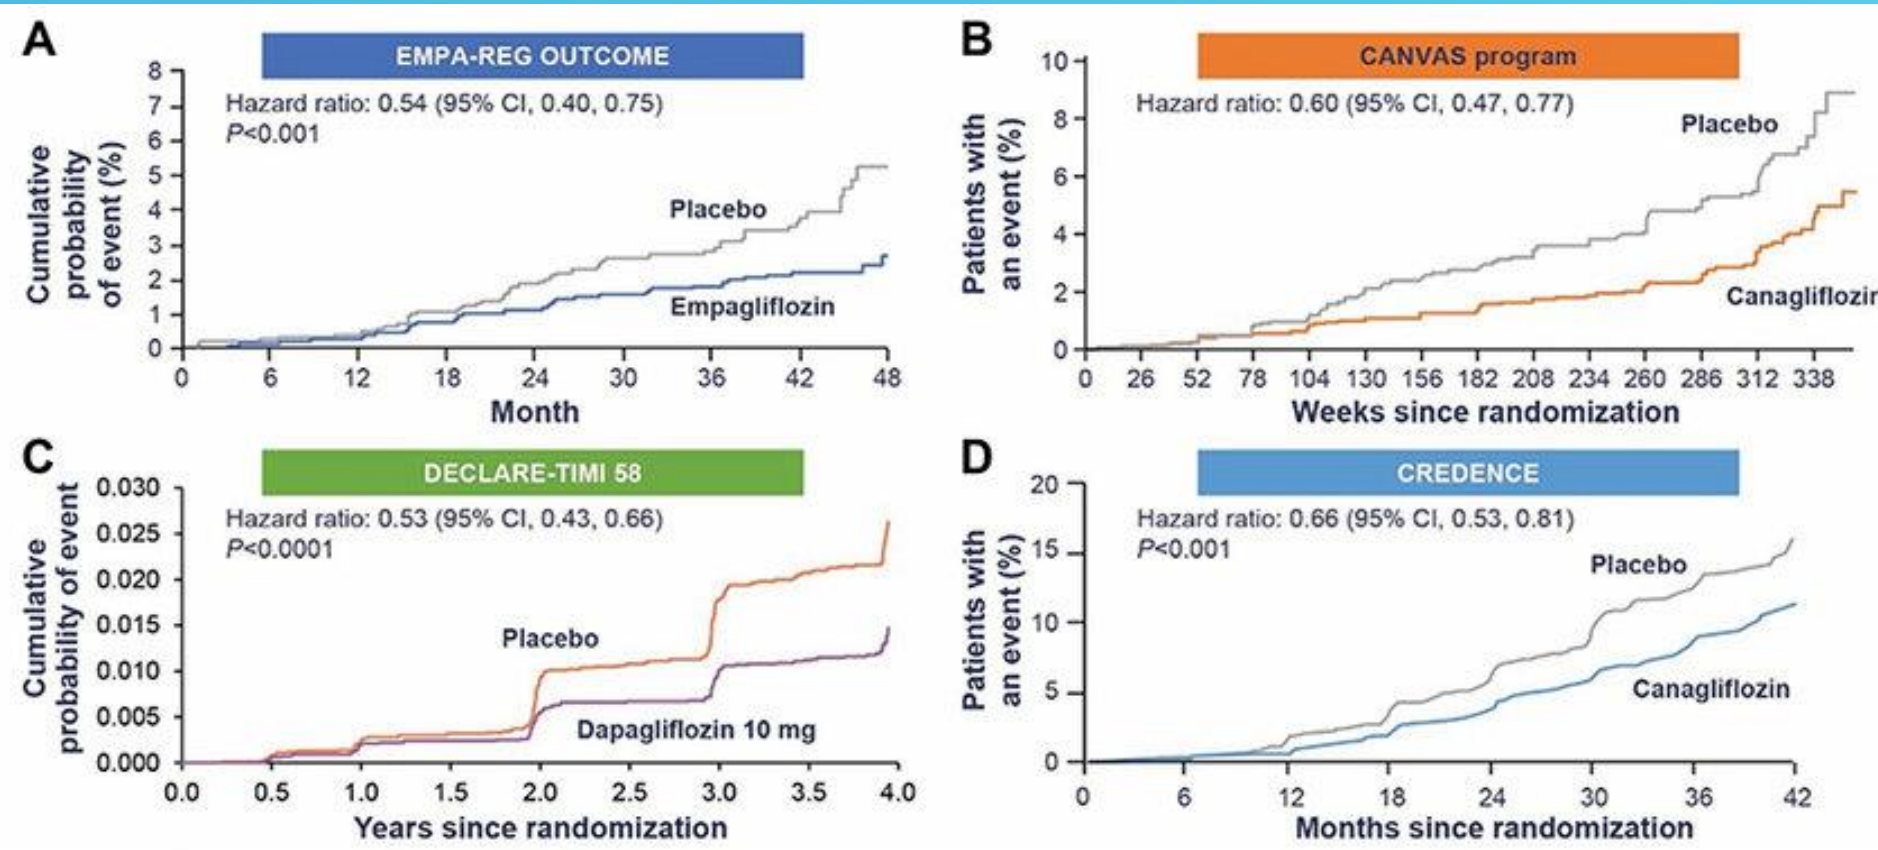 A
EMPA-REG OUTCOME
Hazard ratio: 0.54 (95% CI, 0.40, 0.75)
P<0.001
Cumulative
probability
of event (%)
8
7
6
5
4
3
2
1
0
Placebo
Empagliflozin
0 6 12 18 24 30 36 42 48
Month
B
CANVAS program
Hazard ratio: 0.60 (95% CI, 0.47, 0.77)
Patients with
an event (%)
10
8
6
4
2
0
Placebo
Canagliflozin
0 26 52 78 104 130 156 182 208 234 260 286 312 338
Weeks since randomization
C
DECLARE-TIMI 58
Hazard ratio: 0.53 (95% CI, 0.43, 0.66)
P<0.0001
Cumulative
probability of event
0.030
0.025
0.020
0.015
0.010
0.005
0.000
Placebo
Dapagliflozin 10 mg
0.0 0.5 1.0 1.5 2.0 2.5 3.0 3.5 4.0
Years since randomization
D
CREDENCE
Hazard ratio: 0.66 (95% CI, 0.53, 0.81)
P<0.001
Patients with
an event (%)
20
15
10
5
0
Placebo
Canagliflozin
0 6 12 18 24 30 36 42
Months since randomization